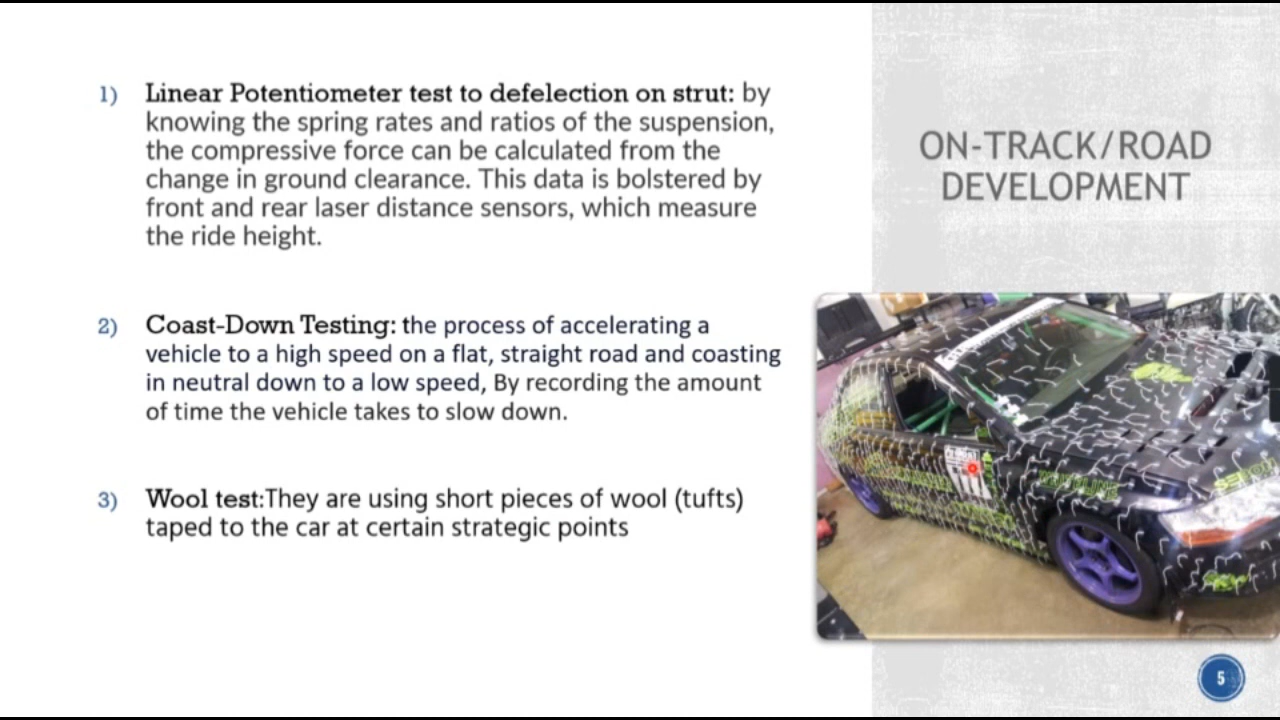 1) Linear Potentiometer test to defelection on strut: by
knowing the spring rates and ratios of the suspension,
the compressive force can be calculated from the
change in ground clearance. This data is bolstered by
front and rear laser distance sensors, which measure
the ride height.
2) Coast-Down Testing: the process of accelerating a
vehicle to a high speed on a flat, straight road and coasting
in neutral down to a low speed, By recording the amount
of time the vehicle takes to slow down.
3) Wool test:They are using short pieces of wool (tufts)
taped to the car at certain strategic points
ON-TRACK/ROAD
DEVELOPMENT
5